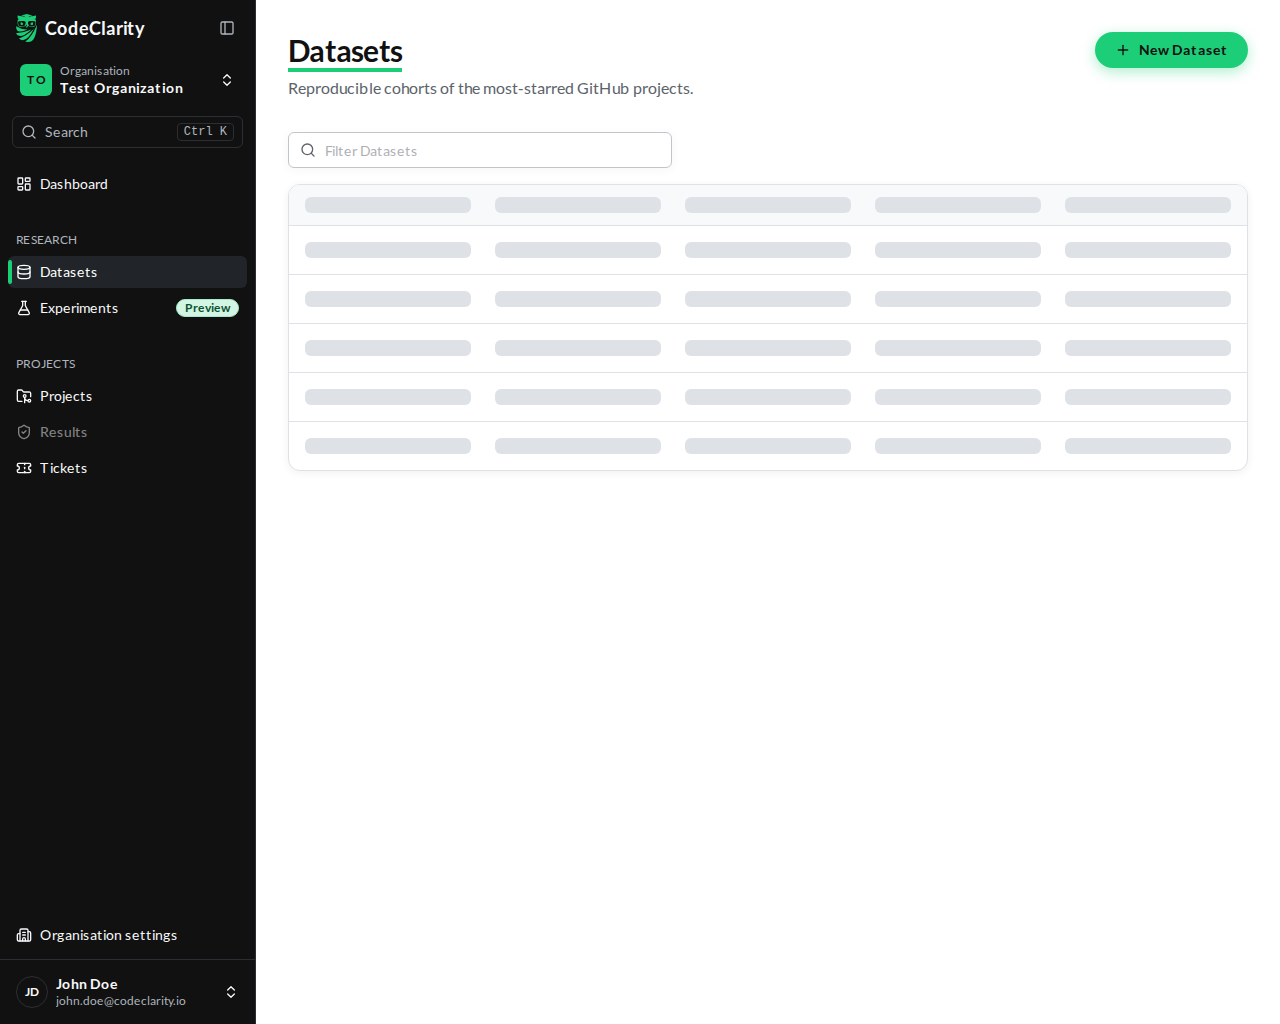 CodeClarity
TO
Organisation
Test Organization
Search
Ctrl K
Dashboard
RESEARCH
Datasets
Experiments
Preview
PROJECTS
Projects
Results
Tickets
Organisation settings
JD
John Doe
john.doe@codeclarity.io
Datasets
New Dataset
Reproducible cohorts of the most-starred GitHub projects.
Filter Datasets